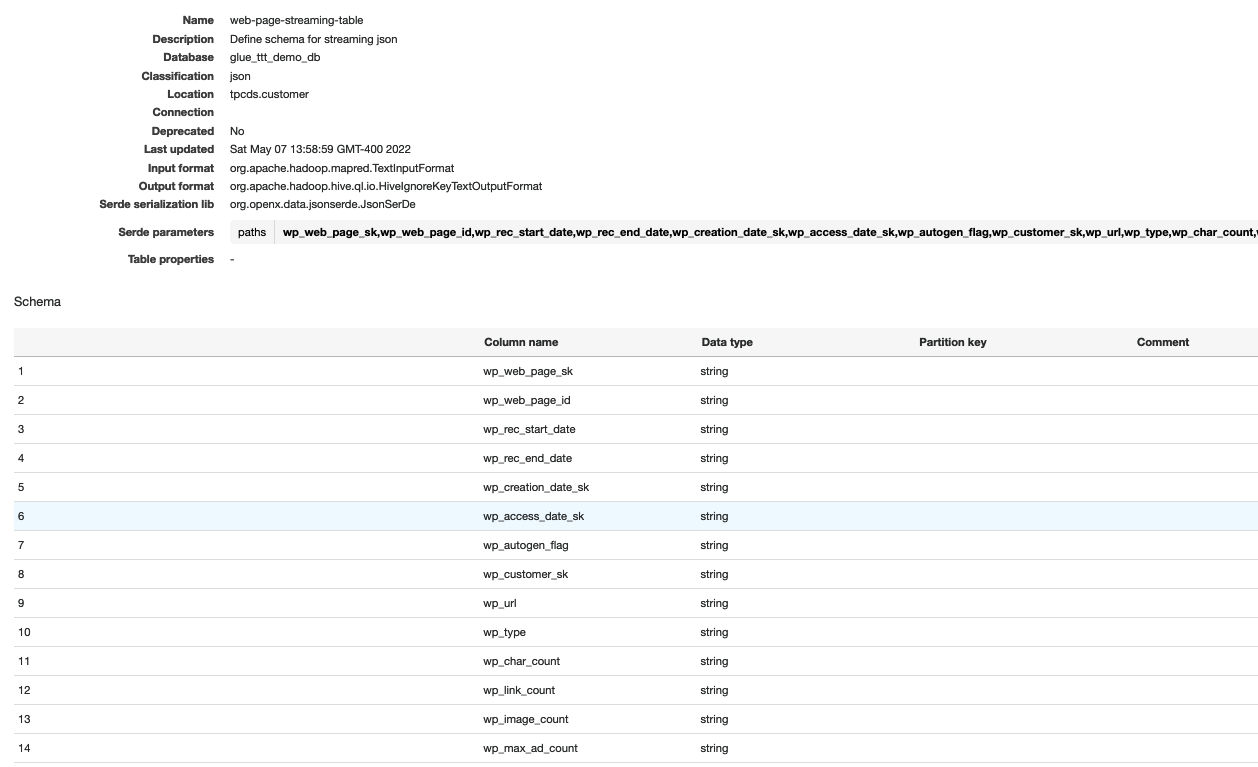 Name web-page-streaming-table
Description Define schema for streaming json
Database glue_ttt_demo_db
Classification json
Location tpcds.customer
Connection
Deprecated No
Last updated Sat May 07 13:58:59 GMT-400 2022
Input format org.apache.hadoop.mapred.TextInputFormat
Output format org.apache.hadoop.hive.ql.io.HiveIgnoreKeyTextOutputFormat
Serde serialization lib org.openx.data.jsonserde.JsonSerDe
Serde parameters paths wp_web_page_sk,wp_web_page_id,wp_rec_start_date,wp_rec_end_date,wp_creation_date_sk,wp_access_date_sk,wp_autogen_flag,wp_customer_sk,wp_url,wp_type,wp_char_count,
Table properties -
Schema
Column name Data type Partition key Comment
1 wp_web_page_sk string
2 wp_web_page_id string
3 wp_rec_start_date string
4 wp_rec_end_date string
5 wp_creation_date_sk string
6 wp_access_date_sk string
7 wp_autogen_flag string
8 wp_customer_sk string
9 wp_url string
10 wp_type string
11 wp_char_count string
12 wp_link_count string
13 wp_image_count string
14 wp_max_ad_count string